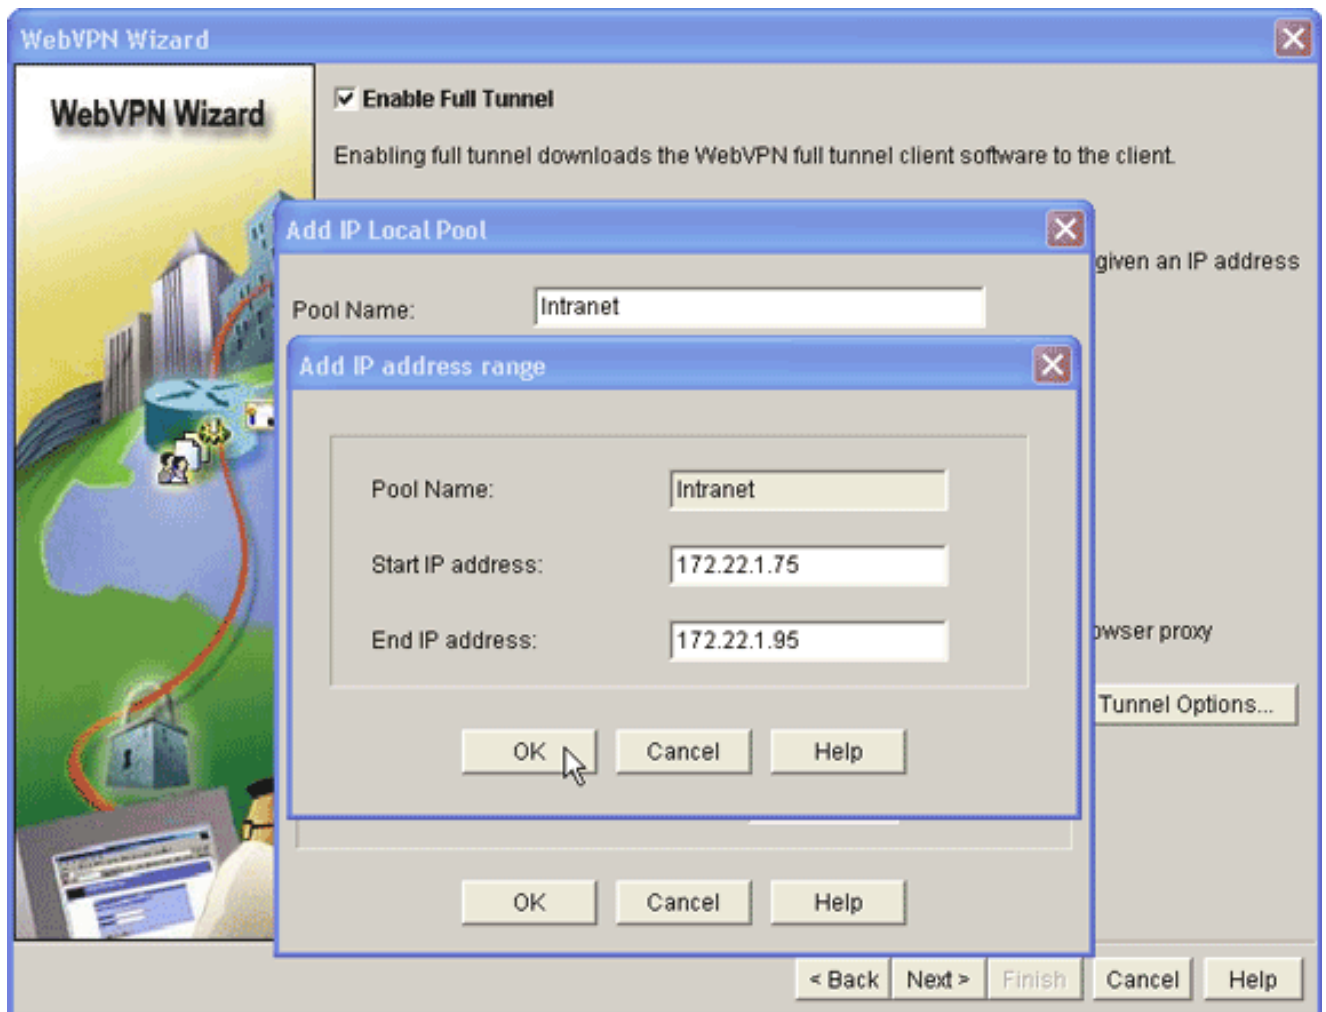 WebVPN Wizard
WebVPN Wizard
Enable Full Tunnel
Enabling full tunnel downloads the WebVPN full tunnel client software to the client.
Add IP Local Pool
given an IP address
Pool Name: Intranet
Add IP address range
Pool Name: Intranet
Start IP address: 172.22.1.75
End IP address: 172.22.1.95
owser proxy
Tunnel Options...
OK Cancel Help
OK Cancel Help
< Back Next > Finish Cancel Help